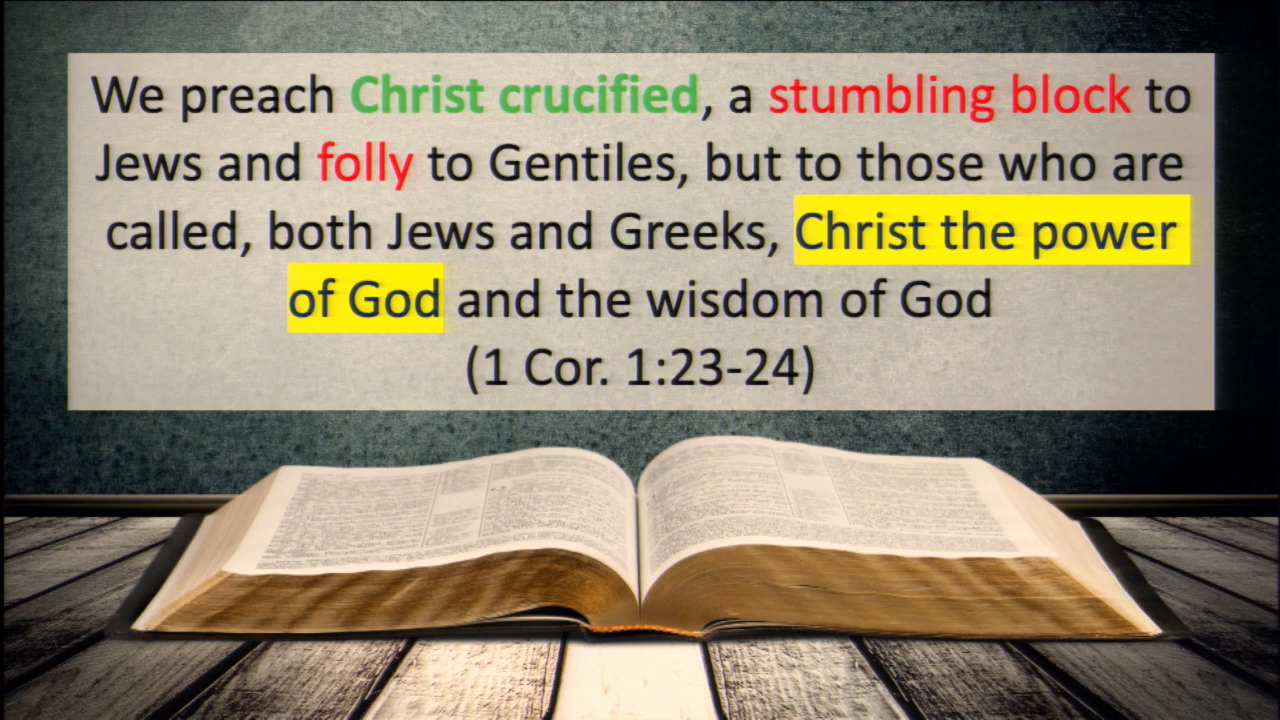 We preach Christ crucified, a stumbling block to
Jews and folly to Gentiles, but to those who are
called, both Jews and Greeks, Christ the power
of God and the wisdom of God
(1 Cor. 1:23-24)